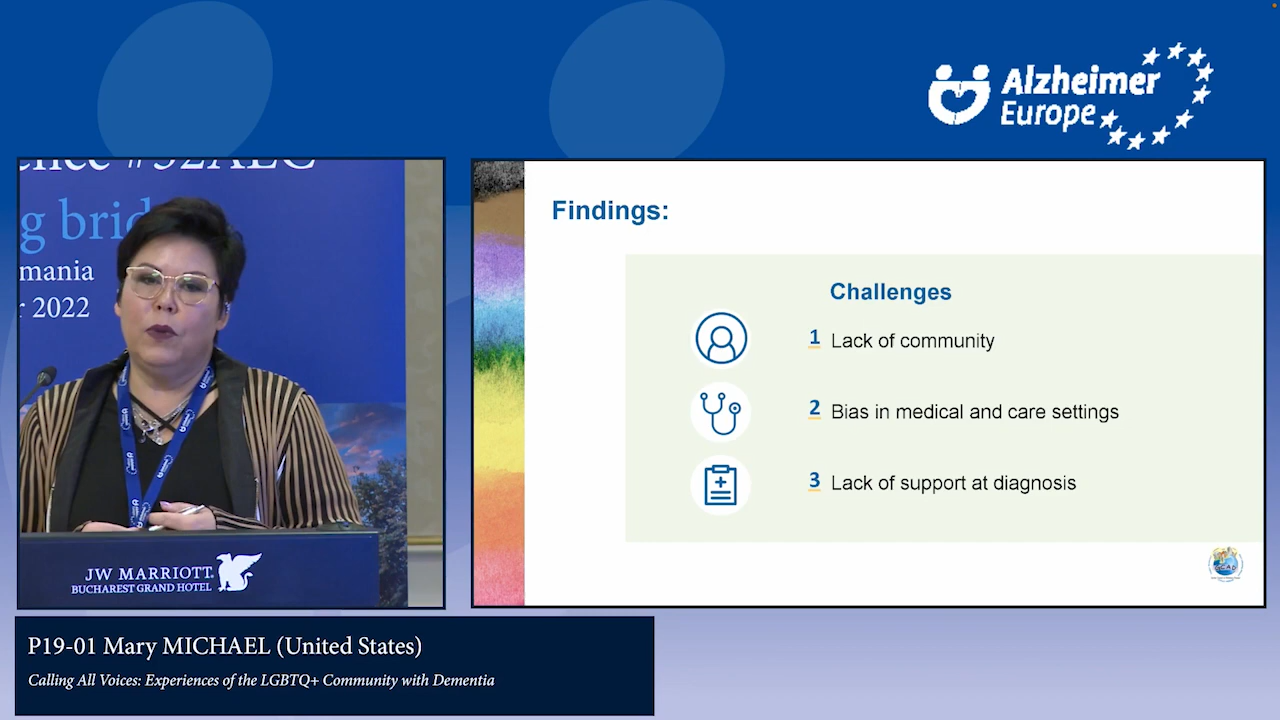 Alzheimer
Europe
#32AEC
g brid
mania
r 2022
JW MARRIOTT
BUCHAREST GRAND HOTEL
Findings:
Challenges
1 Lack of community
2 Bias in medical and care settings
3 Lack of support at diagnosis
P19-01 Mary MICHAEL (United States)
Calling All Voices: Experiences of the LGBTQ+ Community with Dementia